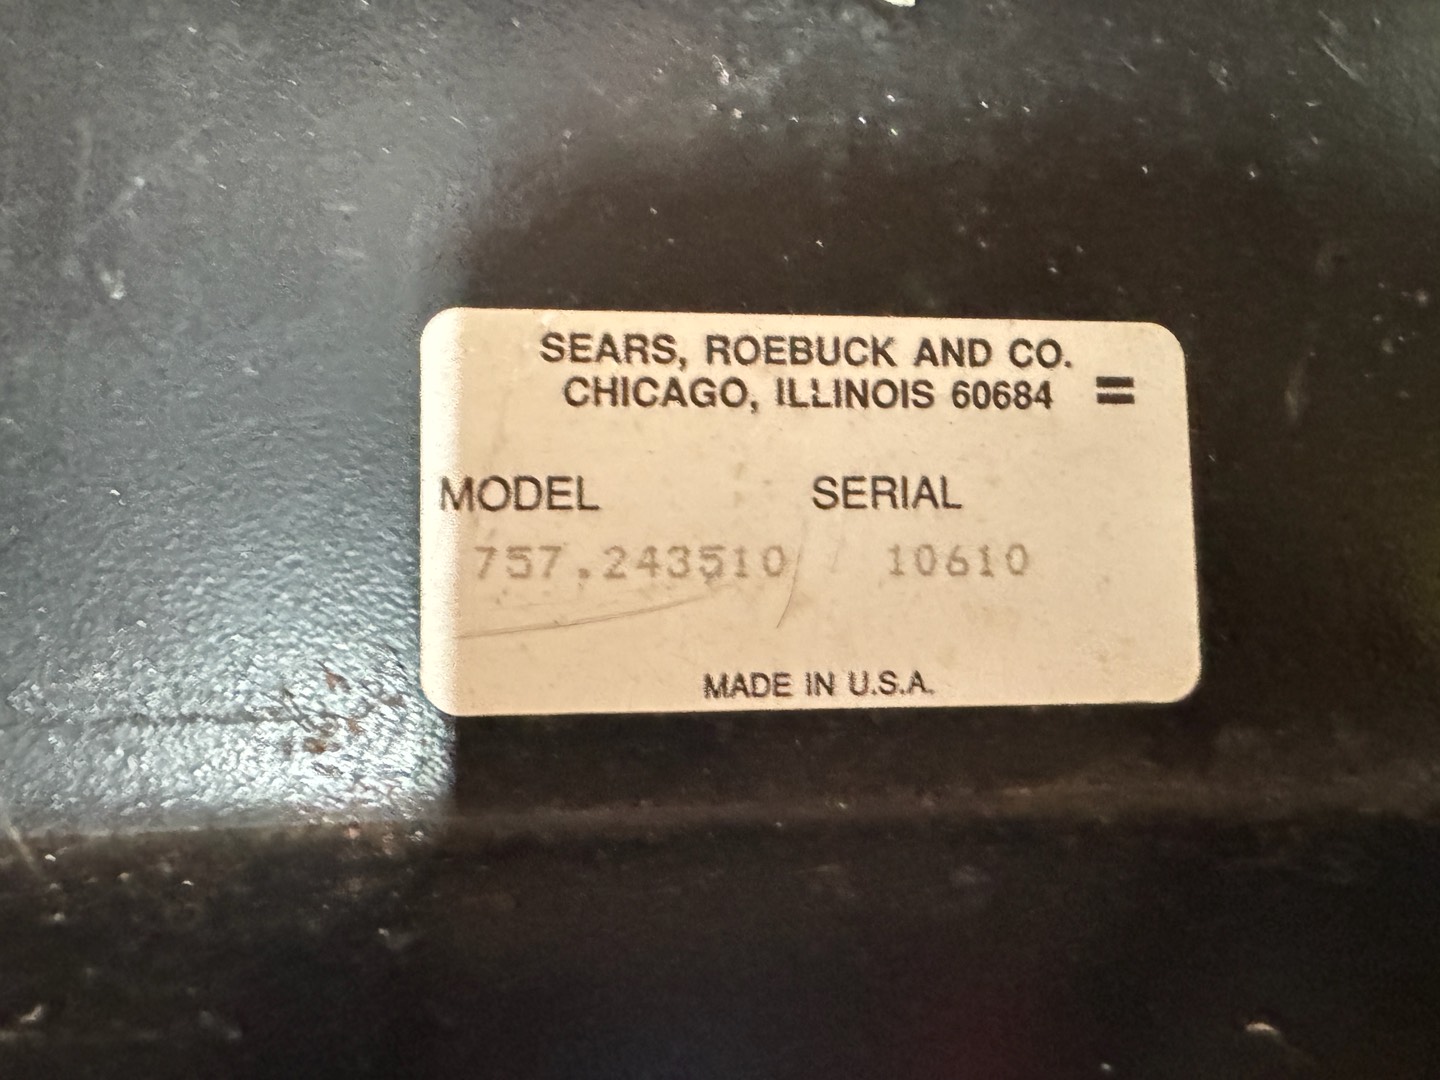 SEARS, ROEBUCK AND CO.
CHICAGO, ILLINOIS 60684 =
MODEL SERIAL
757.243510 10610
MADE IN U.S.A.